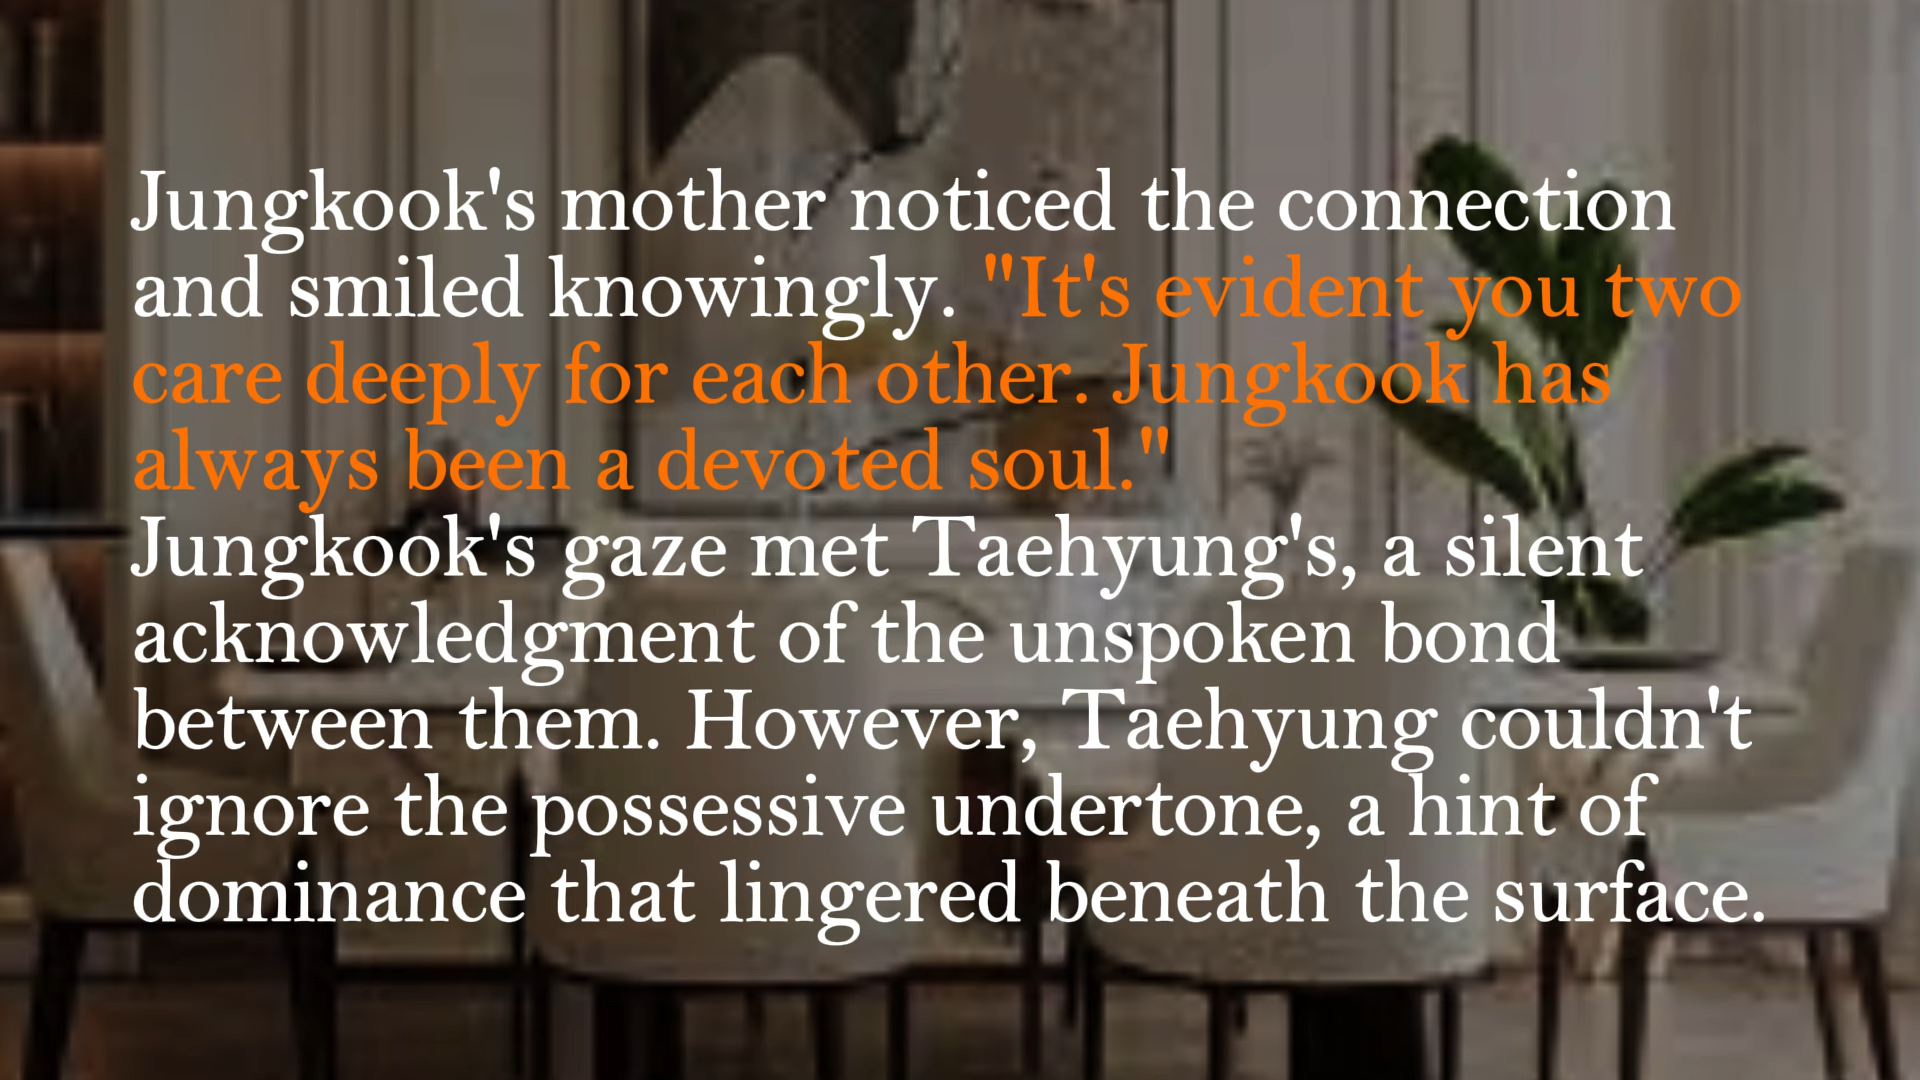 Jungkook's mother noticed the connection
and smiled knowingly. "It's evident you two
care deeply for each other. Jungkook has
always been a devoted soul."
Jungkook's gaze met Taehyung's, a silent
acknowledgment of the unspoken bond
between them. However, Taehyung couldn't
ignore the possessive undertone, a hint of
dominance that lingered beneath the surface.